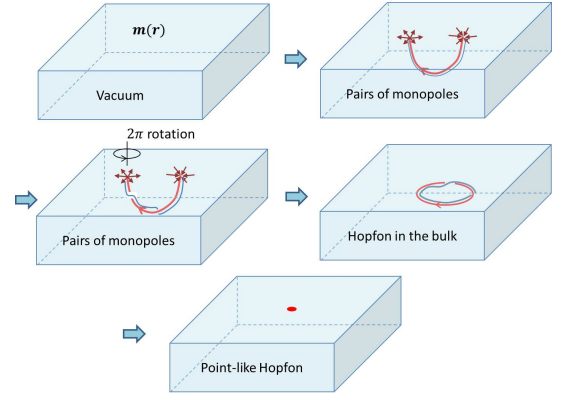 m(r)
Vacuum
Pairs of monopoles
2π rotation
Pairs of monopoles
Hopfon in the bulk
Point-like Hopfon